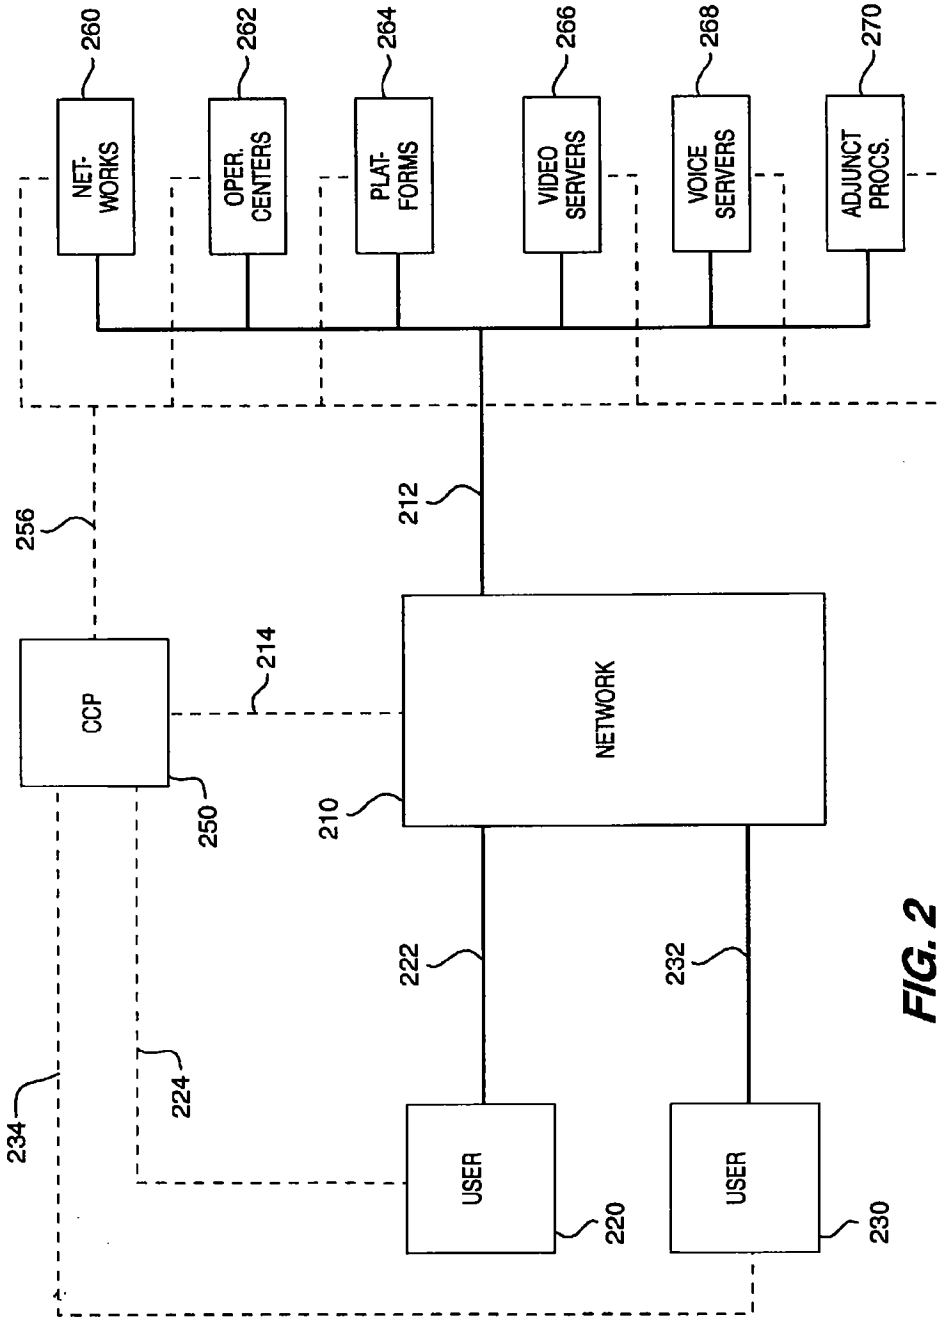 234
224
256
CCP
250
214
USER
220
222
210
NETWORK
212
USER
230
232
NET-
WORKS
260
OPER.
CENTERS
262
PLAT-
FORMS
264
VIDEO
SERVERS
266
VOICE
SERVERS
268
ADJUNCT
PROCS.
270
FIG. 2